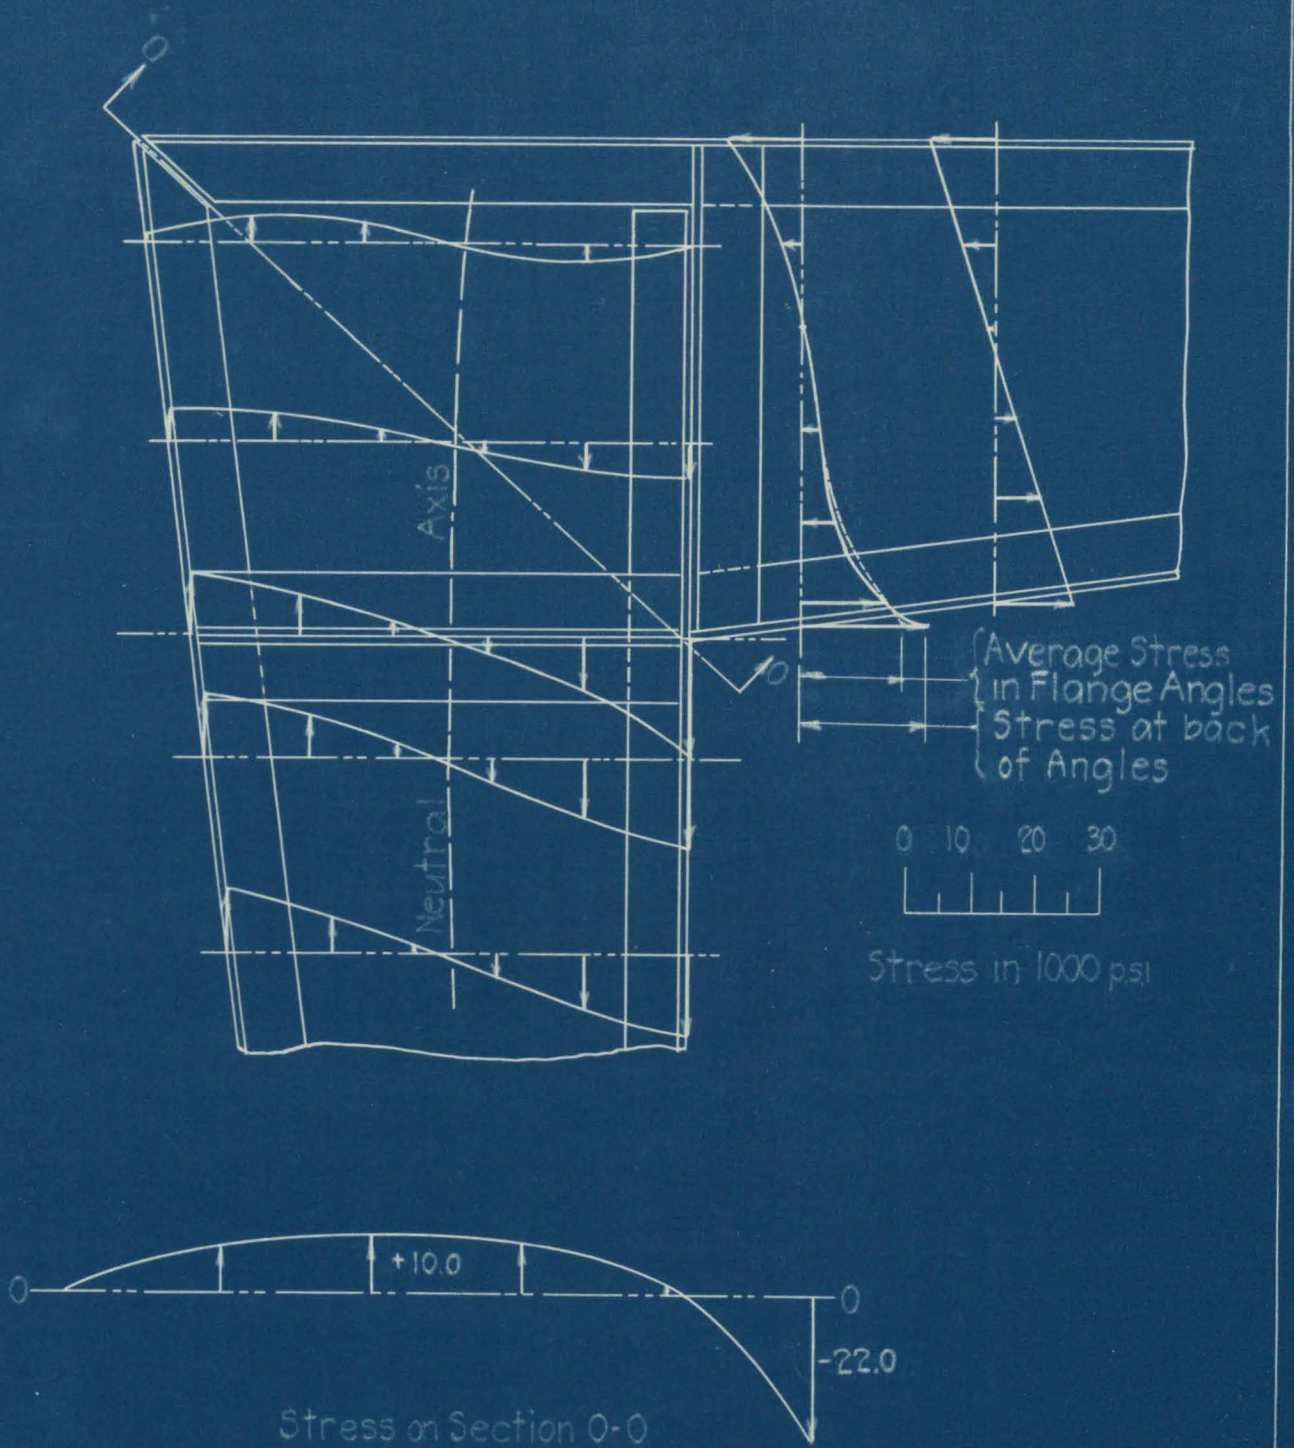 O
Axis
O
Average Stress
in Flange Angles
Stress at back
of Angles
Neutral
0 10 20 30
Stress in 1000 p.s.i
+10.0
O O
-22.0
Stress on Section O-O